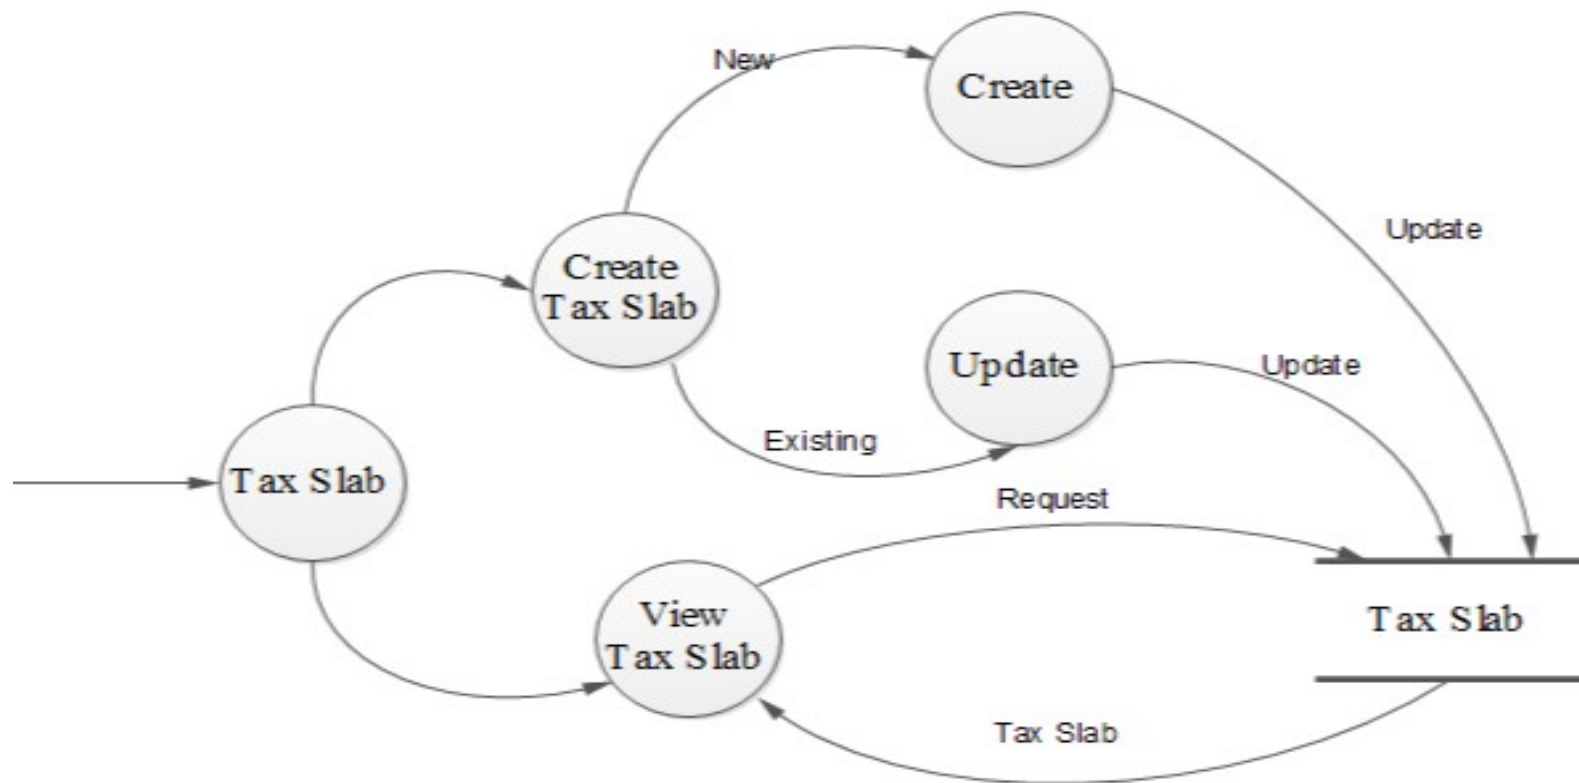 New
Create
Update
Create
Tax Slab
Update
Update
Existing
Tax Slab
Request
View
Tax Slab
Tax Slab
Tax Slab